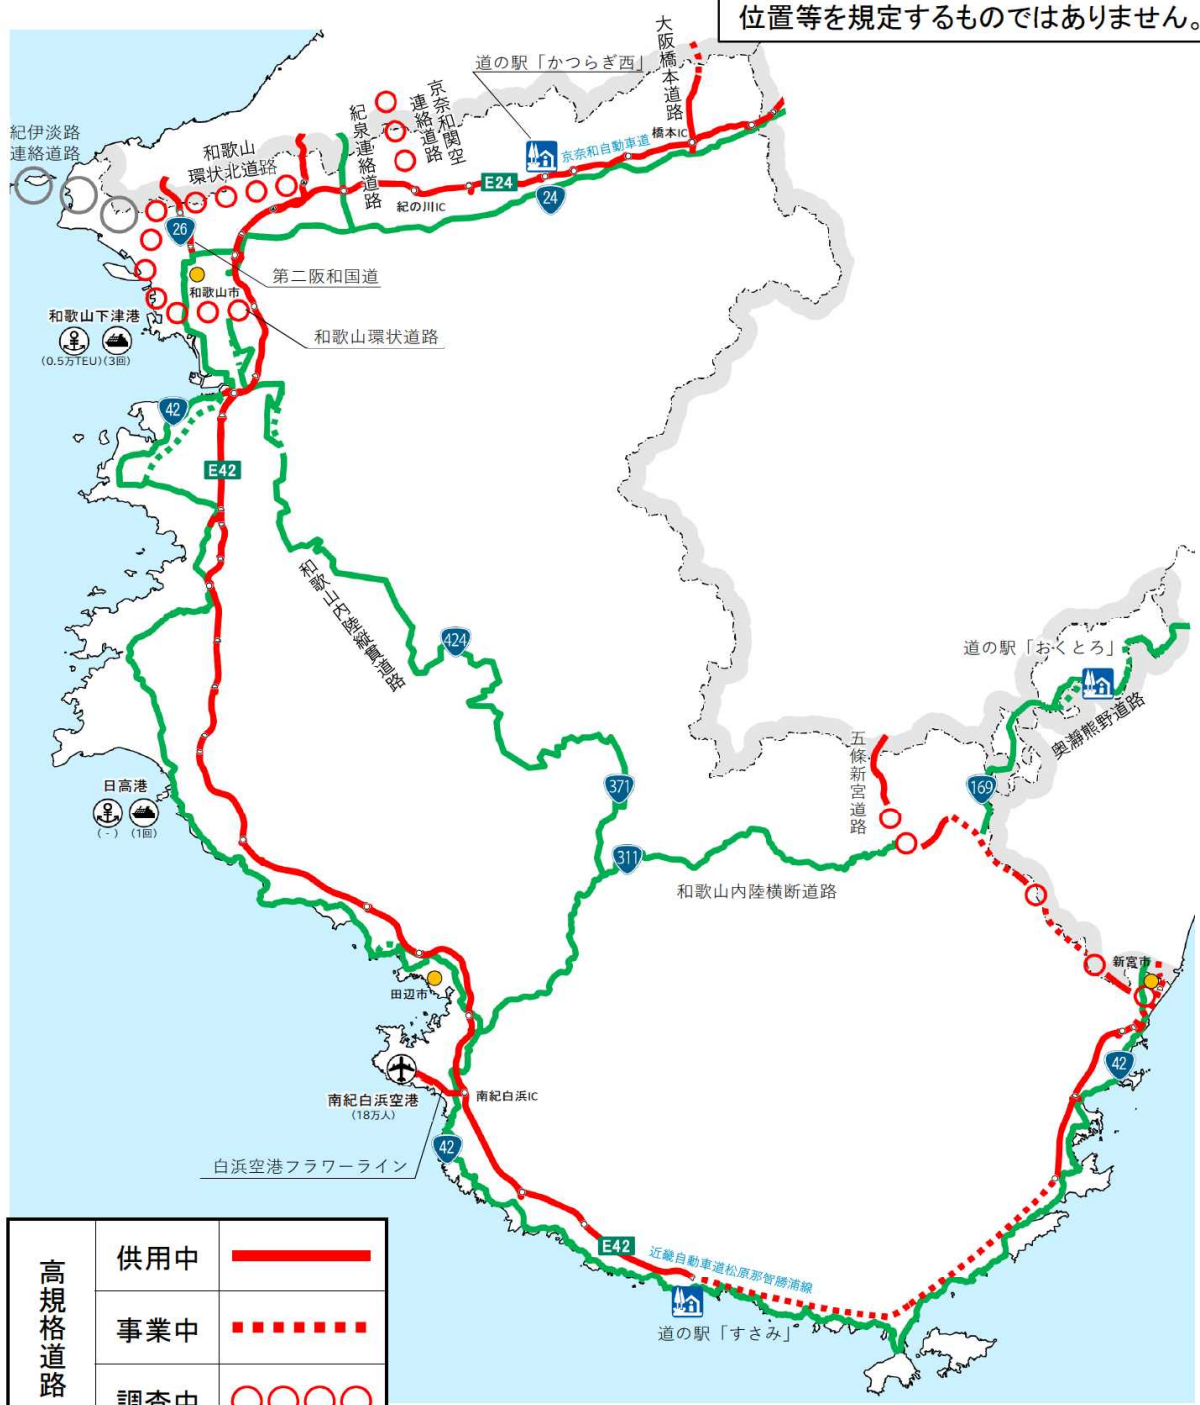 位置等を規定するものではありません。
大阪橋本道路
道の駅「かつらぎ西」
京奈和関空
連絡道路
紀泉連絡道路
紀伊淡路
連絡道路
和歌山
環状北道路
橋本IC
京奈和自動車道
E24
24
紀の川IC
26
第二阪和国道
和歌山市
和歌山下津港
(0.5万TEU)(3回)
和歌山環状道路
42
E42
和歌山内陸縦貫道路
424
道の駅「おくとろ」
奥瀞熊野道路
五條新宮道路
169
日高港
(-) (1回)
371
311
和歌山内陸横断道路
新宮市
田辺市
42
南紀白浜空港
(18万人)
南紀白浜IC
42
白浜空港フラワーライン
E42
近畿自動車道松原那智勝浦線
道の駅「すさみ」
高規格道路
供用中
事業中
調査中